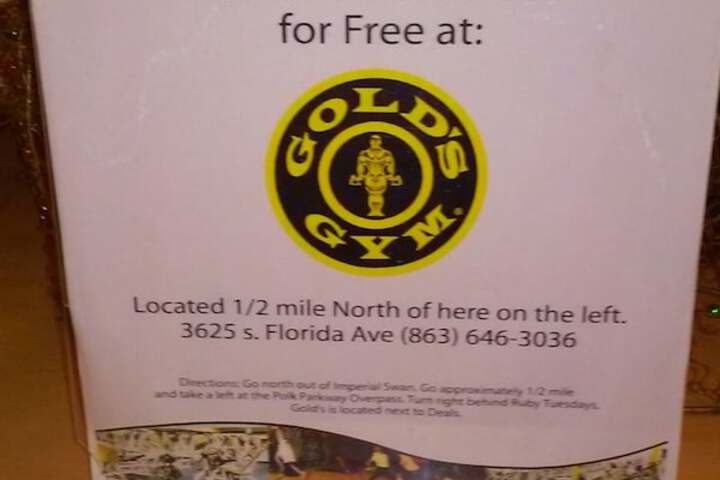 for Free at:
GOLD'S
GYM
Located 1/2 mile North of here on the left.
3625 s. Florida Ave (863) 646-3036
Directions: Go north out of Imperial Swan. Go approximately 1/2 mile
and take a left at the Polk Parkway Overpass. Turn right behind Ruby Tuesdays.
Gold's is located next to Deals.